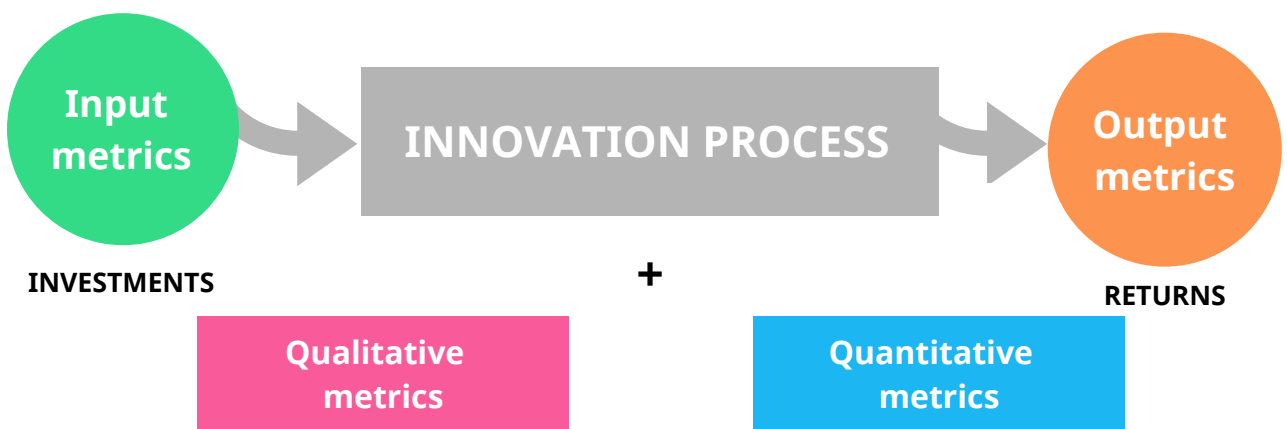 Input
metrics
INNOVATION PROCESS
Output
metrics
INVESTMENTS
+
RETURNS
Qualitative
metrics
Quantitative
metrics